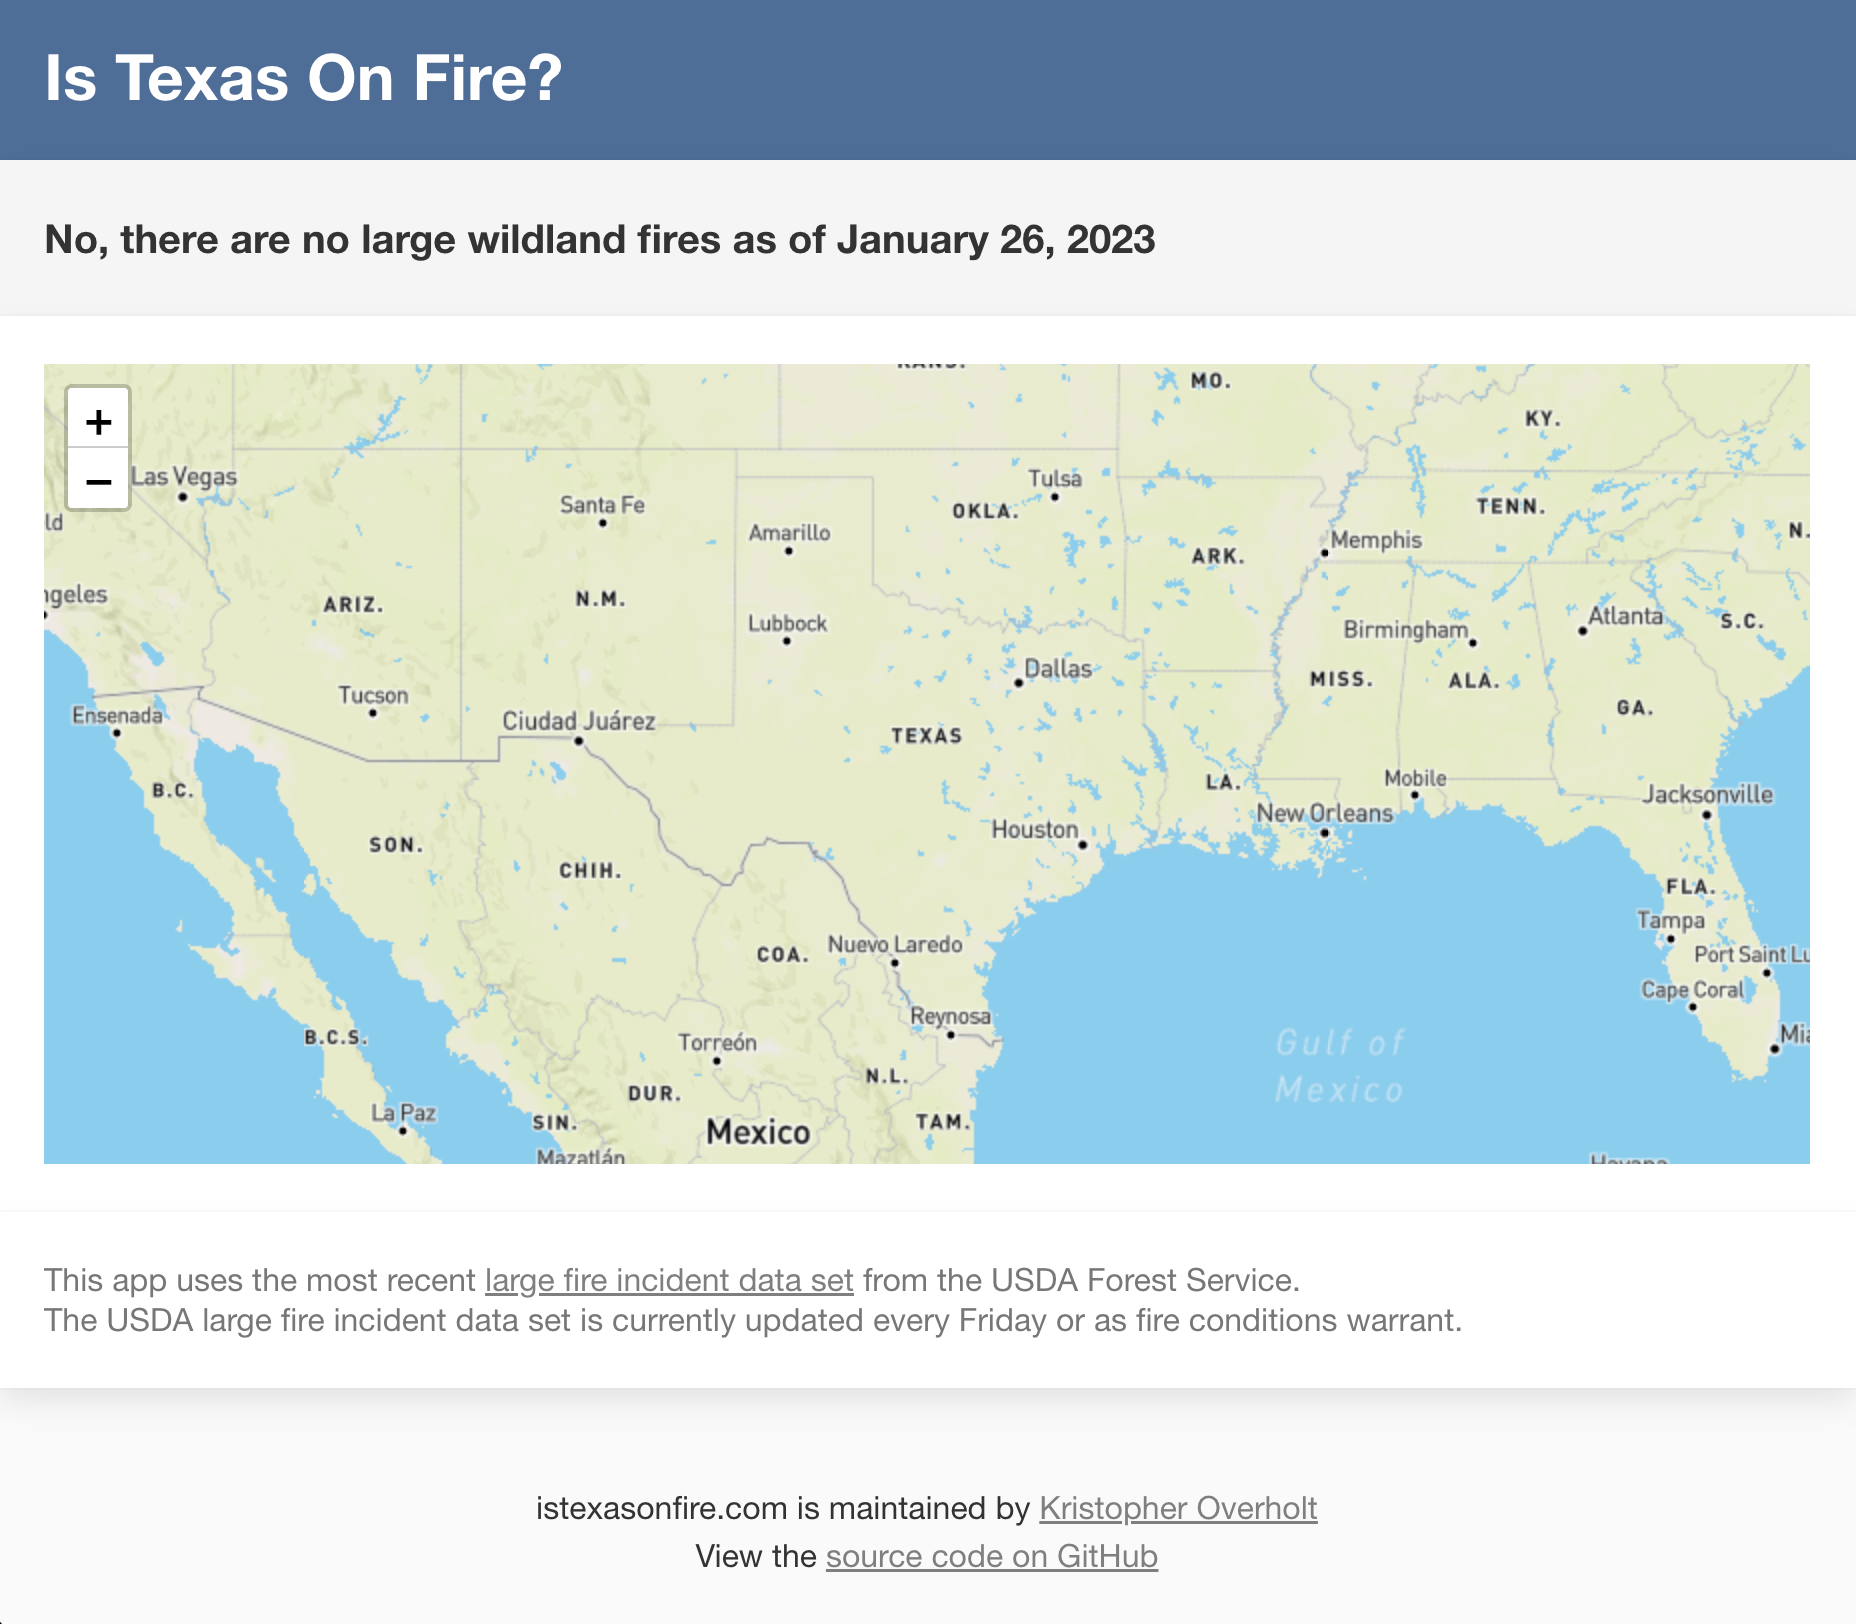 Is Texas On Fire?
No, there are no large wildland fires as of January 26, 2023
+
−
MO.
KY.
Las Vegas
Santa Fe
Tulsa
OKLA.
TENN.
ld
Amarillo
ARK.
Memphis
N.
ngeles
ARIZ.
N.M.
Lubbock
Birmingham
Atlanta
S.C.
Dallas
MISS.
ALA.
Tucson
Ensenada
Ciudad Juárez
TEXAS
GA.
B.C.
LA.
Mobile
Jacksonville
New Orleans
Houston
SON.
CHIH.
FLA.
Tampa
COA.
Nuevo Laredo
Port Saint Lu
Cape Coral
B.C.S.
Reynosa
Torreón
Gulf of
Mexico
Mia
N.L.
DUR.
La Paz
SIN.
Mexico
TAM.
Mazatlán
Havana
This app uses the most recent large fire incident data set from the USDA Forest Service.
The USDA large fire incident data set is currently updated every Friday or as fire conditions warrant.
istexasonfire.com is maintained by Kristopher Overholt
View the source code on GitHub